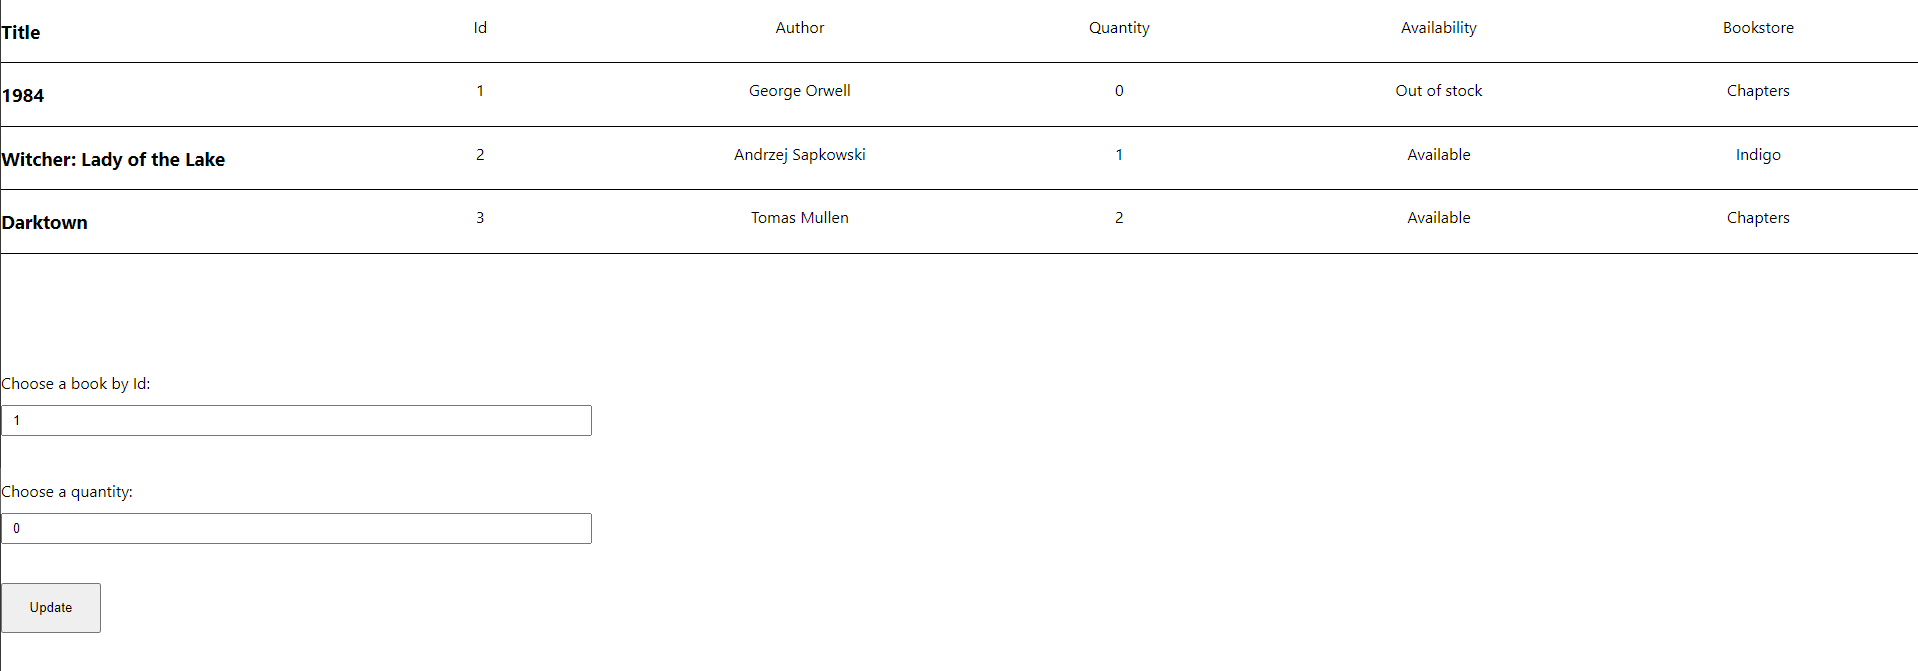 Title Id Author Quantity Availability Bookstore
1984 1 George Orwell 0 Out of stock Chapters
Witcher: Lady of the Lake 2 Andrzej Sapkowski 1 Available Indigo
Darktown 3 Tomas Mullen 2 Available Chapters
Choose a book by Id:
1
Choose a quantity:
0
Update